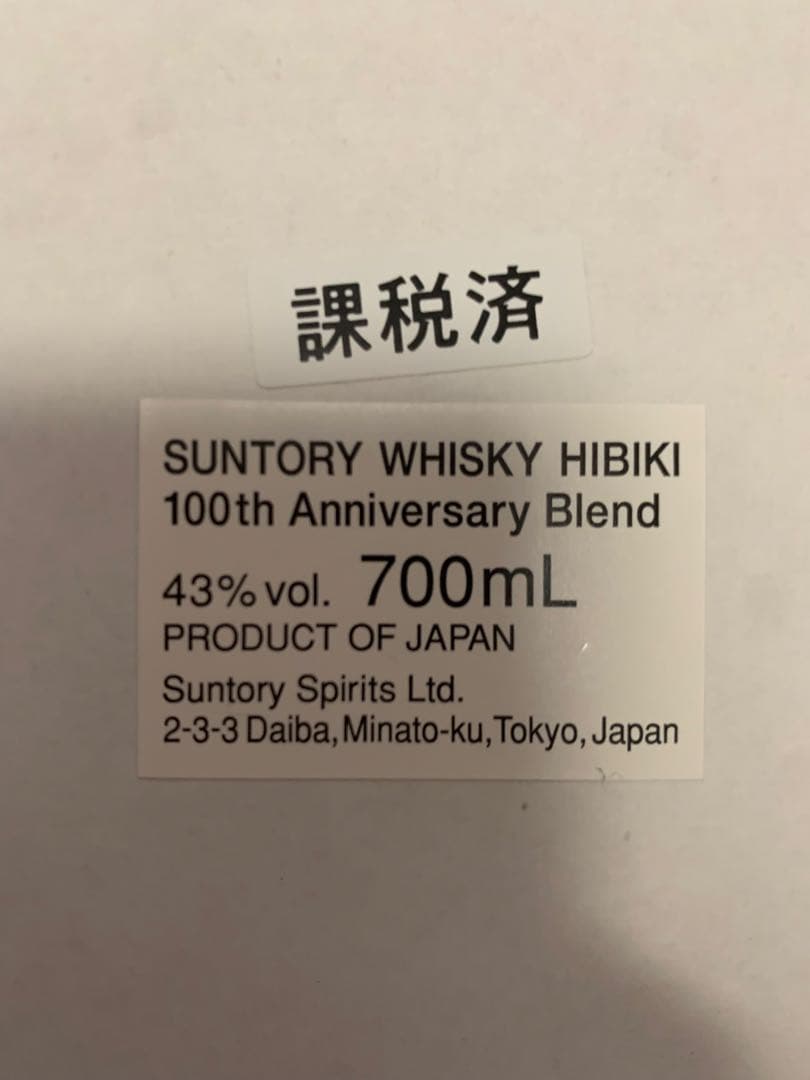 課税済
SUNTORY WHISKY HIBIKI
100th Anniversary Blend
43% vol. 700mL
PRODUCT OF JAPAN
Suntory Spirits Ltd.
2-3-3 Daiba, Minato-ku, Tokyo, Japan